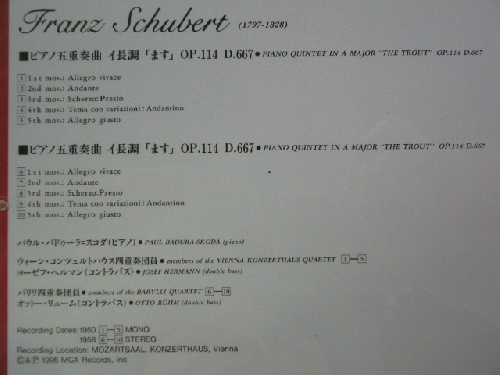 Franz Schubert (1797-1828)
■ピアノ五重奏曲 イ長調「ます」 OP.114 D.667 ● PIANO QUINTET IN A MAJOR "THE TROUT" OP.114 D.667
1 1st mov.: Allegro vivace
2 2nd mov.: Andante
3 3rd mov.: Scherzo: Presto
4 4th mov.: Tema con variazioni: Andantino
5 5th mov.: Allegro giusto
■ピアノ五重奏曲 イ長調「ます」 OP.114 D.667 ● PIANO QUINTET IN A MAJOR "THE TROUT" OP.114 D.667
6 1st mov.: Allegro vivace
7 2nd mov.: Andante
8 3rd mov.: Scherzo: Presto
9 4th mov.: Tema con variazioni: Andantino
10 5th mov.: Allegro giusto
パウル・バドゥーラ=スコダ(ピアノ) ● PAUL BADURA-SKODA (piano)
ウィーン・コンツェルトハウス四重奏団員 ● members of the VIENNA KONZERTHAUS QUARTET 1—5
ヨーゼフ・ヘルマン(コントラバス) ● JOSEF HERMANN (double bass)
バリリ四重奏団員 ● members of the BARYLLI QUARTET 6—10
オットー・リューム(コントラバス) ● OTTO RÜHM (double bass)
Recording Dates: 1950 1—5 MONO
1958 6—10 STEREO
Recording Location: MOZARTSAAL, KONZERTHAUS, Vienna
©&℗ 1996 MCA Records, Inc.